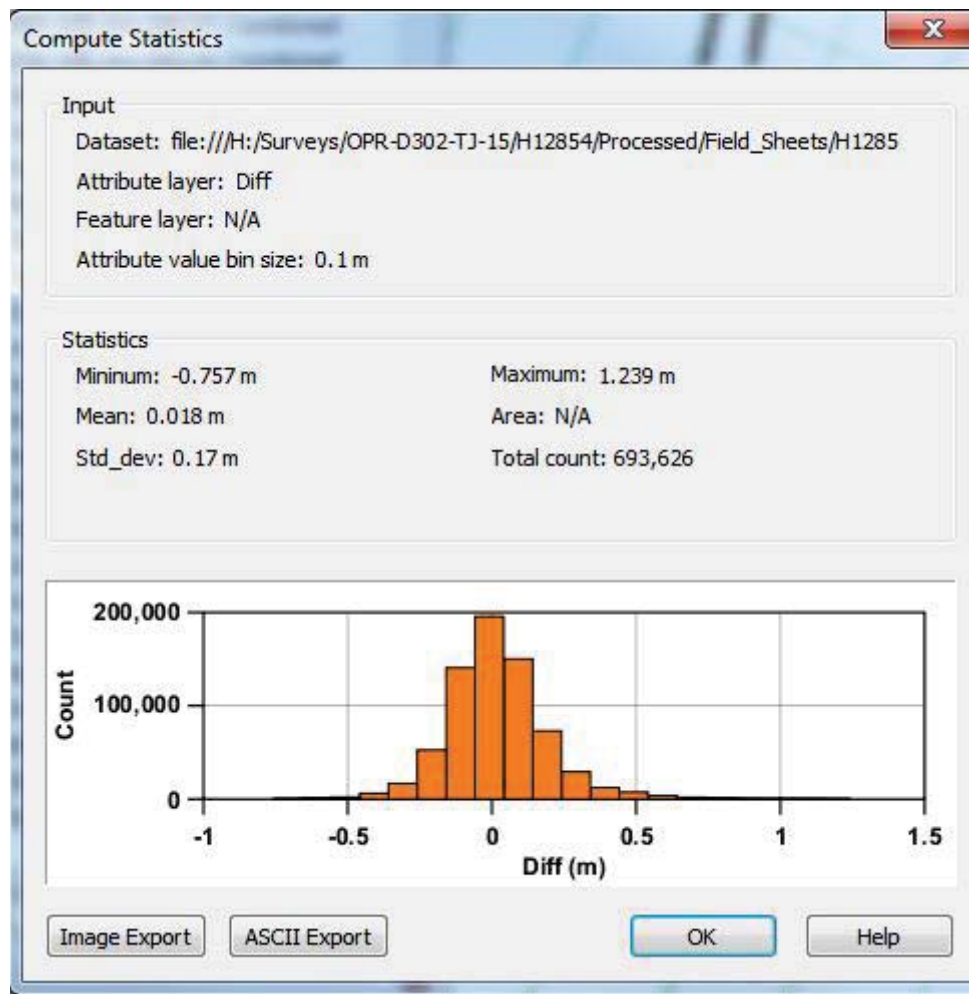 Compute Statistics
Input
Dataset: file:///H:/Surveys/OPR-D302-TJ-15/H12854/Processed/Field_Sheets/H1285
Attribute layer: Diff
Feature layer: N/A
Attribute value bin size: 0.1 m
Statistics
Mininum: -0.757 m
Maximum: 1.239 m
Mean: 0.018 m
Area: N/A
Std_dev: 0.17 m
Total count: 693,626
200,000
100,000
0
Count
-1 -0.5 0 0.5 1 1.5
Diff (m)
Image Export
ASCII Export
OK
Help